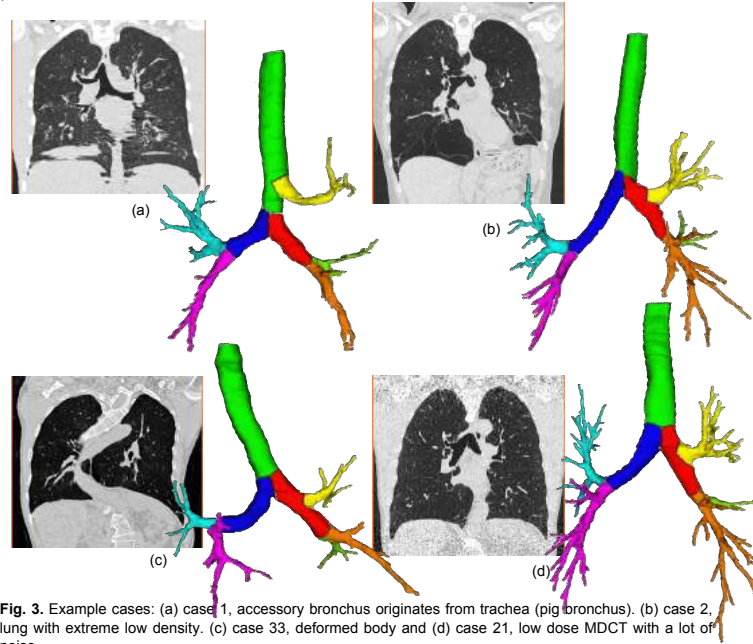 (a)
(b)
(c)
(d)
Fig. 3. Example cases: (a) case 1, accessory bronchus originates from trachea (pig bronchus). (b) case 2,
lung with extreme low density. (c) case 33, deformed body and (d) case 21, low dose MDCT with a lot of